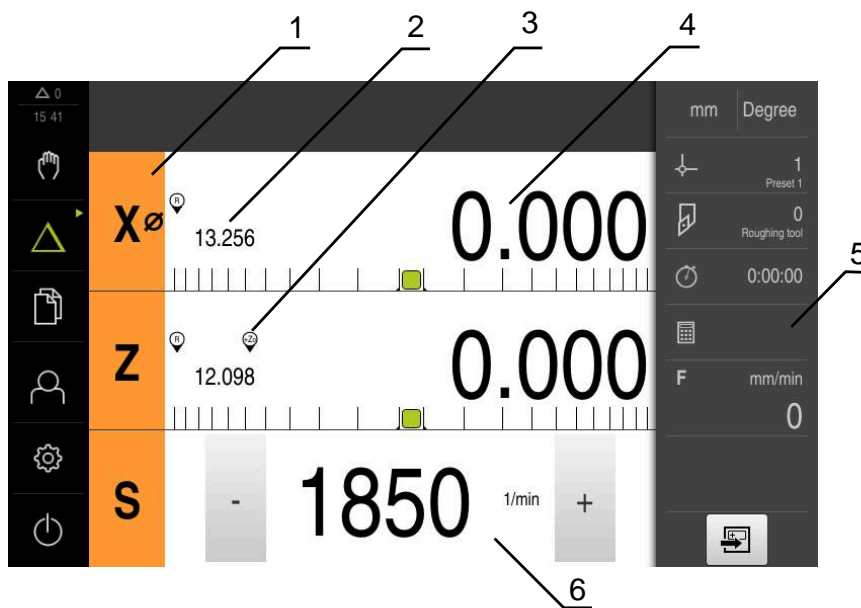 1 2 3 4
0
15 41
mm Degree
R
1
Preset 1
X⌀
13.256
0.000
0
Roughing tool
0:00:00
5
R +Z₀
Z
12.098
0.000
F mm/min
0
S
- 1850 1/min +
6